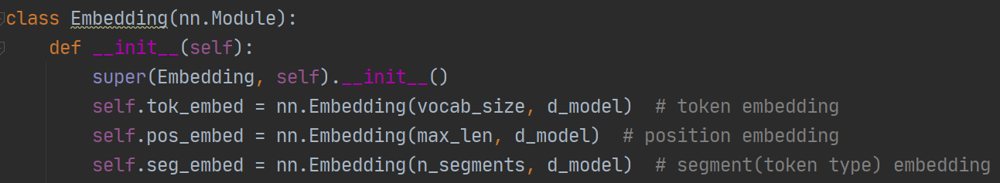 class Embedding(nn.Module):
    def __init__(self):
        super(Embedding, self).__init__()
        self.tok_embed = nn.Embedding(vocab_size, d_model)  # token embedding
        self.pos_embed = nn.Embedding(max_len, d_model)  # position embedding
        self.seg_embed = nn.Embedding(n_segments, d_model)  # segment(token type) embedding